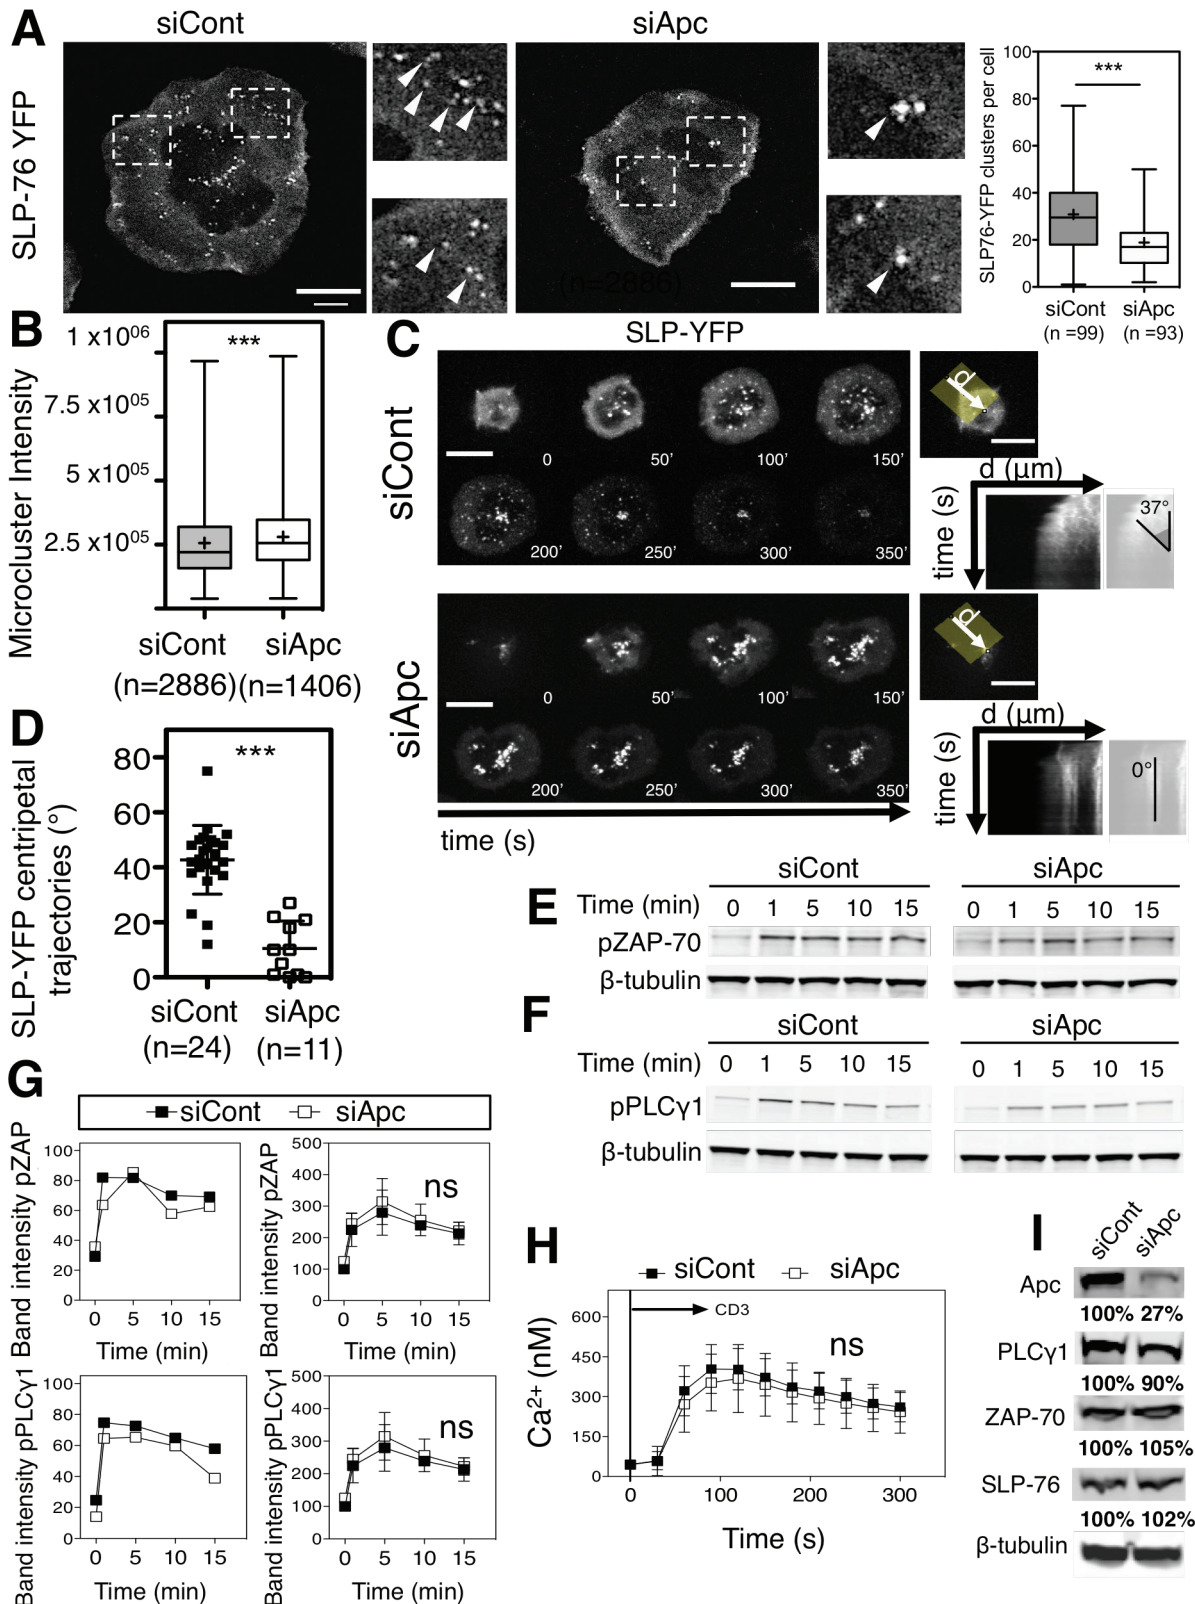 A
siCont
siApc
SLP-76 YFP
(n=2886)
SLP76-YFP clusters per cell
100
80
60
40
20
0
***
siCont
siApc
(n =99)
(n =93)
B
Microcluster Intensity
1 x10⁰⁶
7.5 x10⁰⁵
5 x10⁰⁵
2.5 x10⁰⁵
***
siCont
siApc
(n=2886)
(n=1406)
C
SLP-YFP
siCont
0
50’
100’
150’
200’
250’
300’
350’
d
d (μm)
time (s)
37°
siApc
0
50’
100’
150’
200’
250’
300’
350’
time (s)
d
d (μm)
time (s)
0°
D
SLP-YFP centripetal
trajectories (°)
80
60
40
20
0
***
siCont
siApc
(n=24)
(n=11)
E
siCont
siApc
Time (min)
0 1 5 10 15
0 1 5 10 15
pZAP-70
β-tubulin
F
siCont
siApc
Time (min)
0 1 5 10 15
0 1 5 10 15
pPLCγ1
β-tubulin
G
siCont
siApc
Band intensity pZAP
100
80
60
40
20
0
0 5 10 15
Time (min)
Band intensity pZAP
500
400
300
200
100
0
ns
0 5 10 15
Time (min)
Band intensity pPLCγ1
100
80
60
40
20
0
0 5 10 15
Time (min)
Band intensity pPLCγ1
500
400
300
200
100
0
ns
0 5 10 15
Time (min)
H
siCont
siApc
CD3
ns
Ca²⁺ (nM)
600
450
300
150
0
0 100 200 300
Time (s)
I
siCont
siApc
Apc
100% 27%
PLCγ1
100% 90%
ZAP-70
100% 105%
SLP-76
100% 102%
β-tubulin